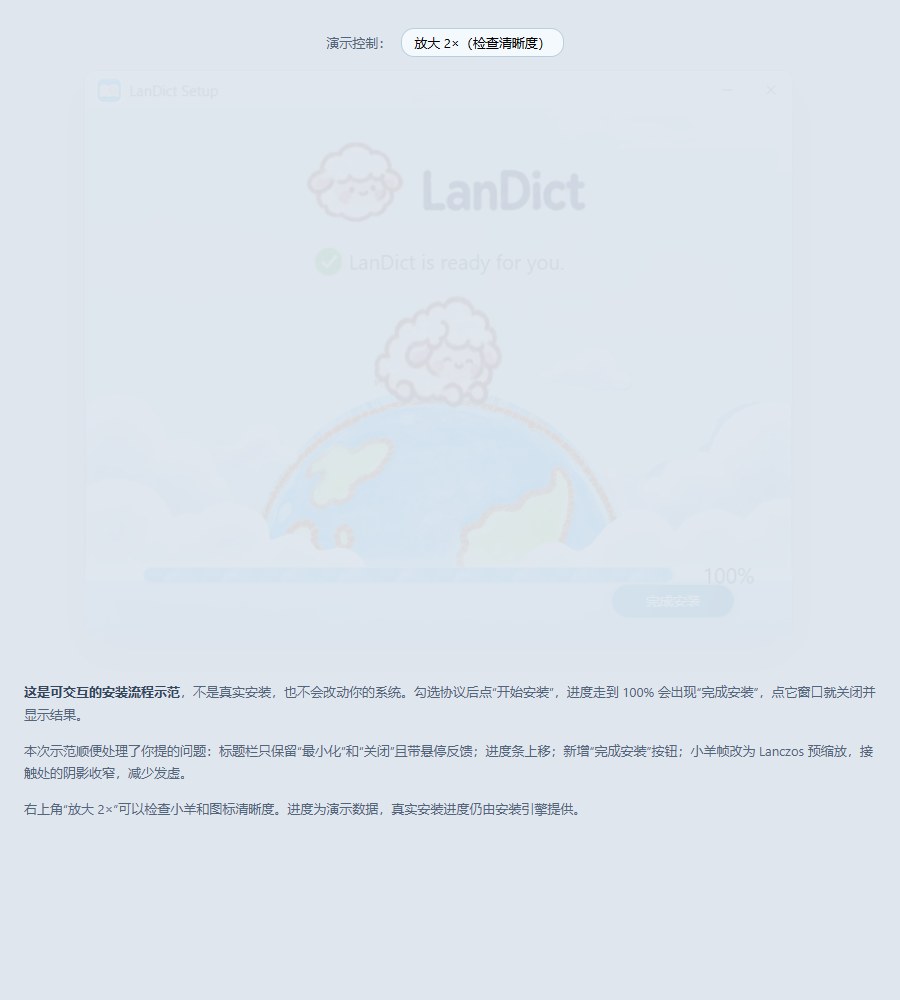 演示控制：
放大 2×（检查清晰度）
LanDict Setup
LanDict
LanDict is ready for you.
100%
完成安装
这是可交互的安装流程示范，不是真实安装，也不会改动你的系统。勾选协议后点“开始安装”，进度走到 100% 会出现“完成安装”，点它窗口就关闭并
显示结果。
本次示范顺便处理了你提的问题：标题栏只保留“最小化”和“关闭”且带悬停反馈；进度条上移；新增“完成安装”按钮；小羊帧改为 Lanczos 预缩放，接
触处的阴影收窄，减少发虚。
右上角“放大 2×”可以检查小羊和图标清晰度。进度为演示数据，真实安装进度仍由安装引擎提供。